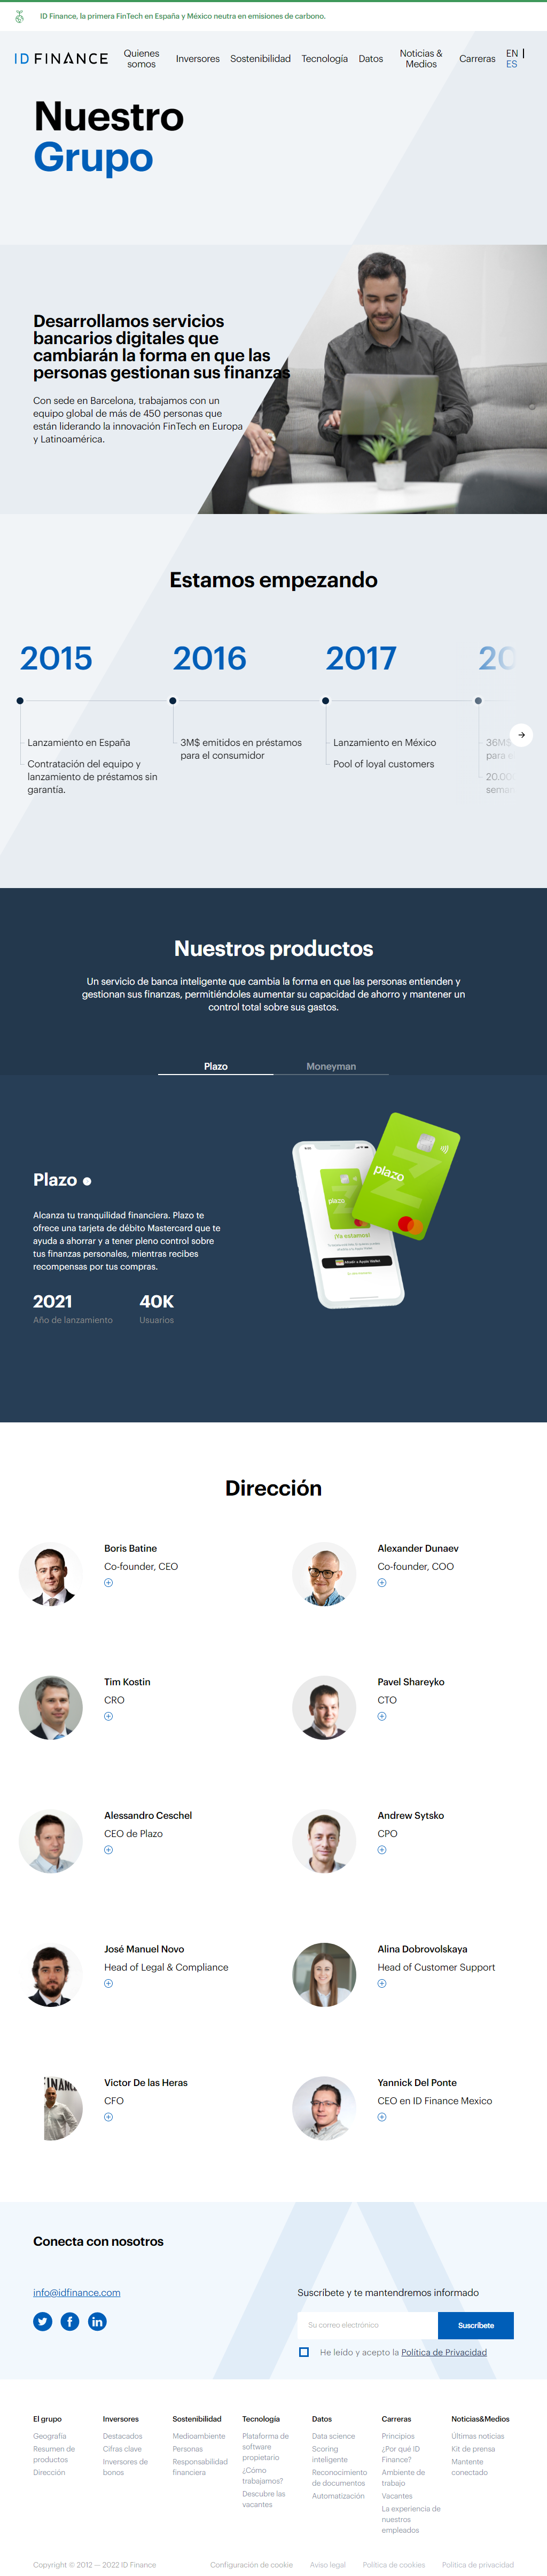 ID Finance, la primera FinTech en España y México neutra en emisiones de carbono.
ID FINANCE
Quienes somos
Inversores
Sostenibilidad
Tecnología
Datos
Noticias & Medios
Carreras
EN
ES
Nuestro
Grupo
Desarrollamos servicios
bancarios digitales que
cambiarán la forma en que las
personas gestionan sus finanzas
Con sede en Barcelona, trabajamos con un
equipo global de más de 450 personas que
están liderando la innovación FinTech en Europa
y Latinoamérica.
Estamos empezando
2015
2016
2017
20
Lanzamiento en España
Contratación del equipo y
lanzamiento de préstamos sin
garantía.
3M$ emitidos en préstamos
para el consumidor
Lanzamiento en México
Pool of loyal customers
36M$
para e
20.00
seman
Nuestros productos
Un servicio de banca inteligente que cambia la forma en que las personas entienden y
gestionan sus finanzas, permitiéndoles aumentar su capacidad de ahorro y mantener un
control total sobre sus gastos.
Plazo
Moneyman
plazo
plazo
¡Ya estamos!
Plazo
Alcanza tu tranquilidad financiera. Plazo te
ofrece una tarjeta de débito Mastercard que te
ayuda a ahorrar y a tener pleno control sobre
tus finanzas personales, mientras recibes
recompensas por tus compras.
2021
Año de lanzamiento
40K
Usuarios
Dirección
Boris Batine
Co-founder, CEO
Alexander Dunaev
Co-founder, COO
Tim Kostin
CRO
Pavel Shareyko
CTO
Alessandro Ceschel
CEO de Plazo
Andrew Sytsko
CPO
José Manuel Novo
Head of Legal & Compliance
Alina Dobrovolskaya
Head of Customer Support
Victor De las Heras
CFO
Yannick Del Ponte
CEO en ID Finance Mexico
Conecta con nosotros
info@idfinance.com
Suscríbete y te mantendremos informado
Su correo electrónico
Suscríbete
He leído y acepto la Política de Privacidad
El grupo
Geografía
Resumen de
productos
Dirección
Inversores
Destacados
Cifras clave
Inversores de
bonos
Sostenibilidad
Medioambiente
Personas
Responsabilidad
financiera
Tecnología
Plataforma de
software
propietario
¿Cómo
trabajamos?
Descubre las
vacantes
Datos
Data science
Scoring
inteligente
Reconocimiento
de documentos
Automatización
Carreras
Principios
¿Por qué ID
Finance?
Ambiente de
trabajo
Vacantes
La experiencia de
nuestros
empleados
Noticias&Medios
Últimas noticias
Kit de prensa
Mantente
conectado
Copyright © 2012 — 2022 ID Finance
Configuración de cookie
Aviso legal
Política de cookies
Política de privacidad